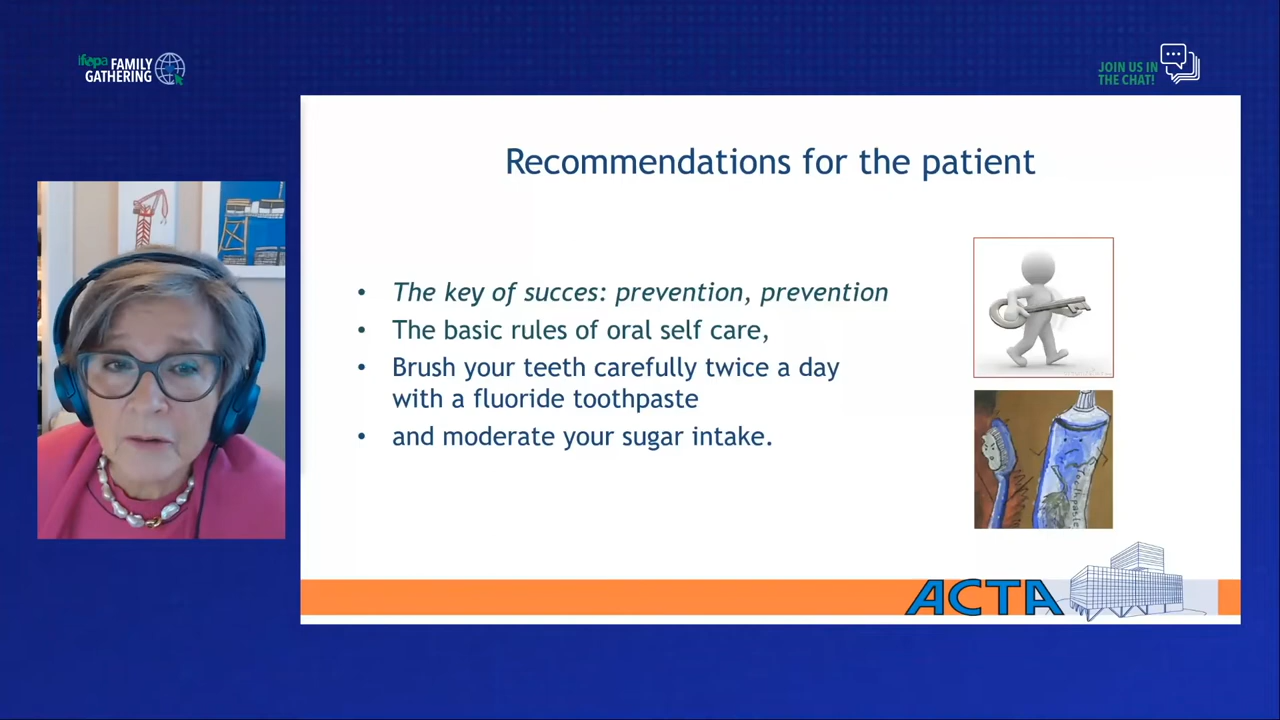 ifopa FAMILY
GATHERING
JOIN US IN
THE CHAT!
Recommendations for the patient
• The key of succes: prevention, prevention
• The basic rules of oral self care,
• Brush your teeth carefully twice a day
with a fluoride toothpaste
• and moderate your sugar intake.
Toothpaste
ACTA